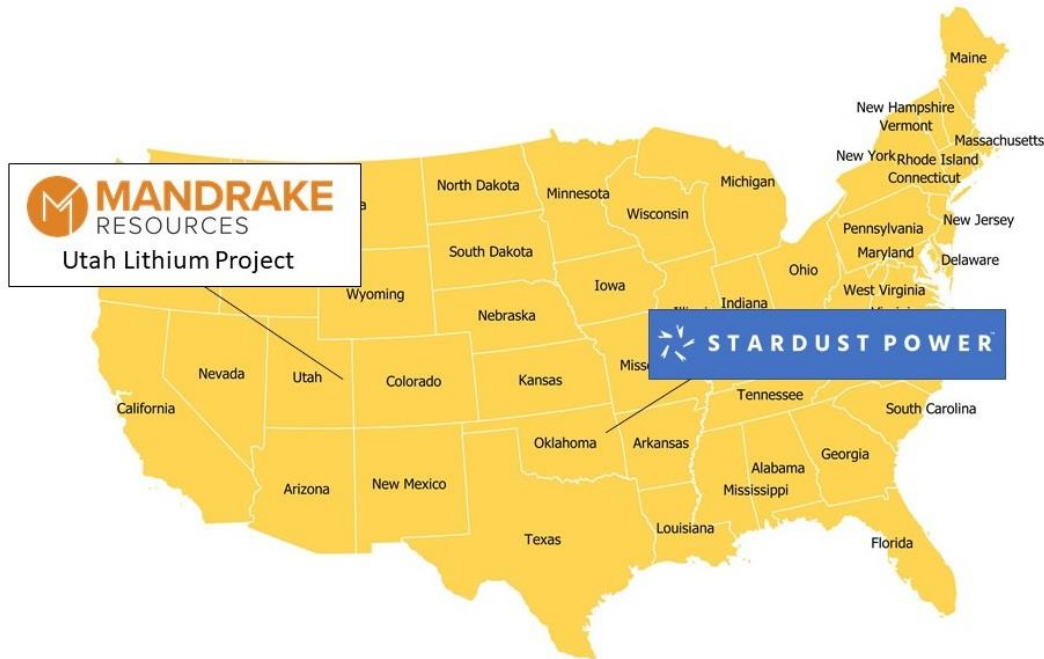 Maine
New Hampshire
Vermont
Massachusetts
New York Rhode Island
Connecticut
North Dakota
Minnesota
Michigan
MANDRAKE
RESOURCES
Utah Lithium Project
Wisconsin
New Jersey
Pennsylvania
Maryland
Delaware
South Dakota
Iowa
Ohio
Wyoming
Indiana
West Virginia
Nebraska
STARDUST POWER™
Nevada
Utah
Colorado
Kansas
California
Tennessee
South Carolina
Oklahoma
Arkansas
Georgia
Alabama
Mississippi
Arizona
New Mexico
Texas
Louisiana
Florida